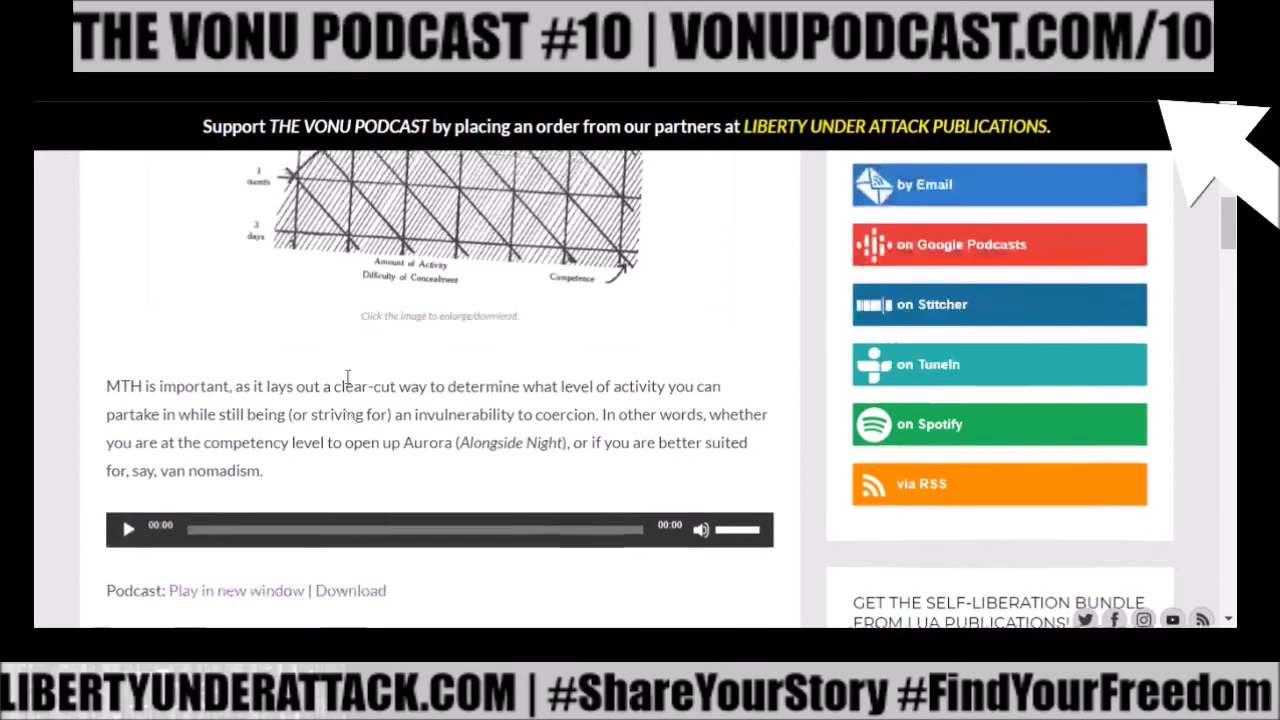 THE VONU PODCAST #10 | VONUPODCAST.COM/10
Support THE VONU PODCAST by placing an order from our partners at LIBERTY UNDER ATTACK PUBLICATIONS.
1
month
3
days
Amount of Activity
Difficulty of Concealment
Competence
Click the image to enlarge/download.
MTH is important, as it lays out a clear-cut way to determine what level of activity you can
partake in while still being (or striving for) an invulnerability to coercion. In other words, whether
you are at the competency level to open up Aurora (Alongside Night), or if you are better suited
for, say, van nomadism.
00:00
00:00
Podcast: Play in new window | Download
by Email
on Google Podcasts
on Stitcher
on TuneIn
on Spotify
via RSS
GET THE SELF-LIBERATION BUNDLE
FROM LUA PUBLICATIONS!
LIBERTYUNDERATTACK.COM | #ShareYourStory #FindYourFreedom